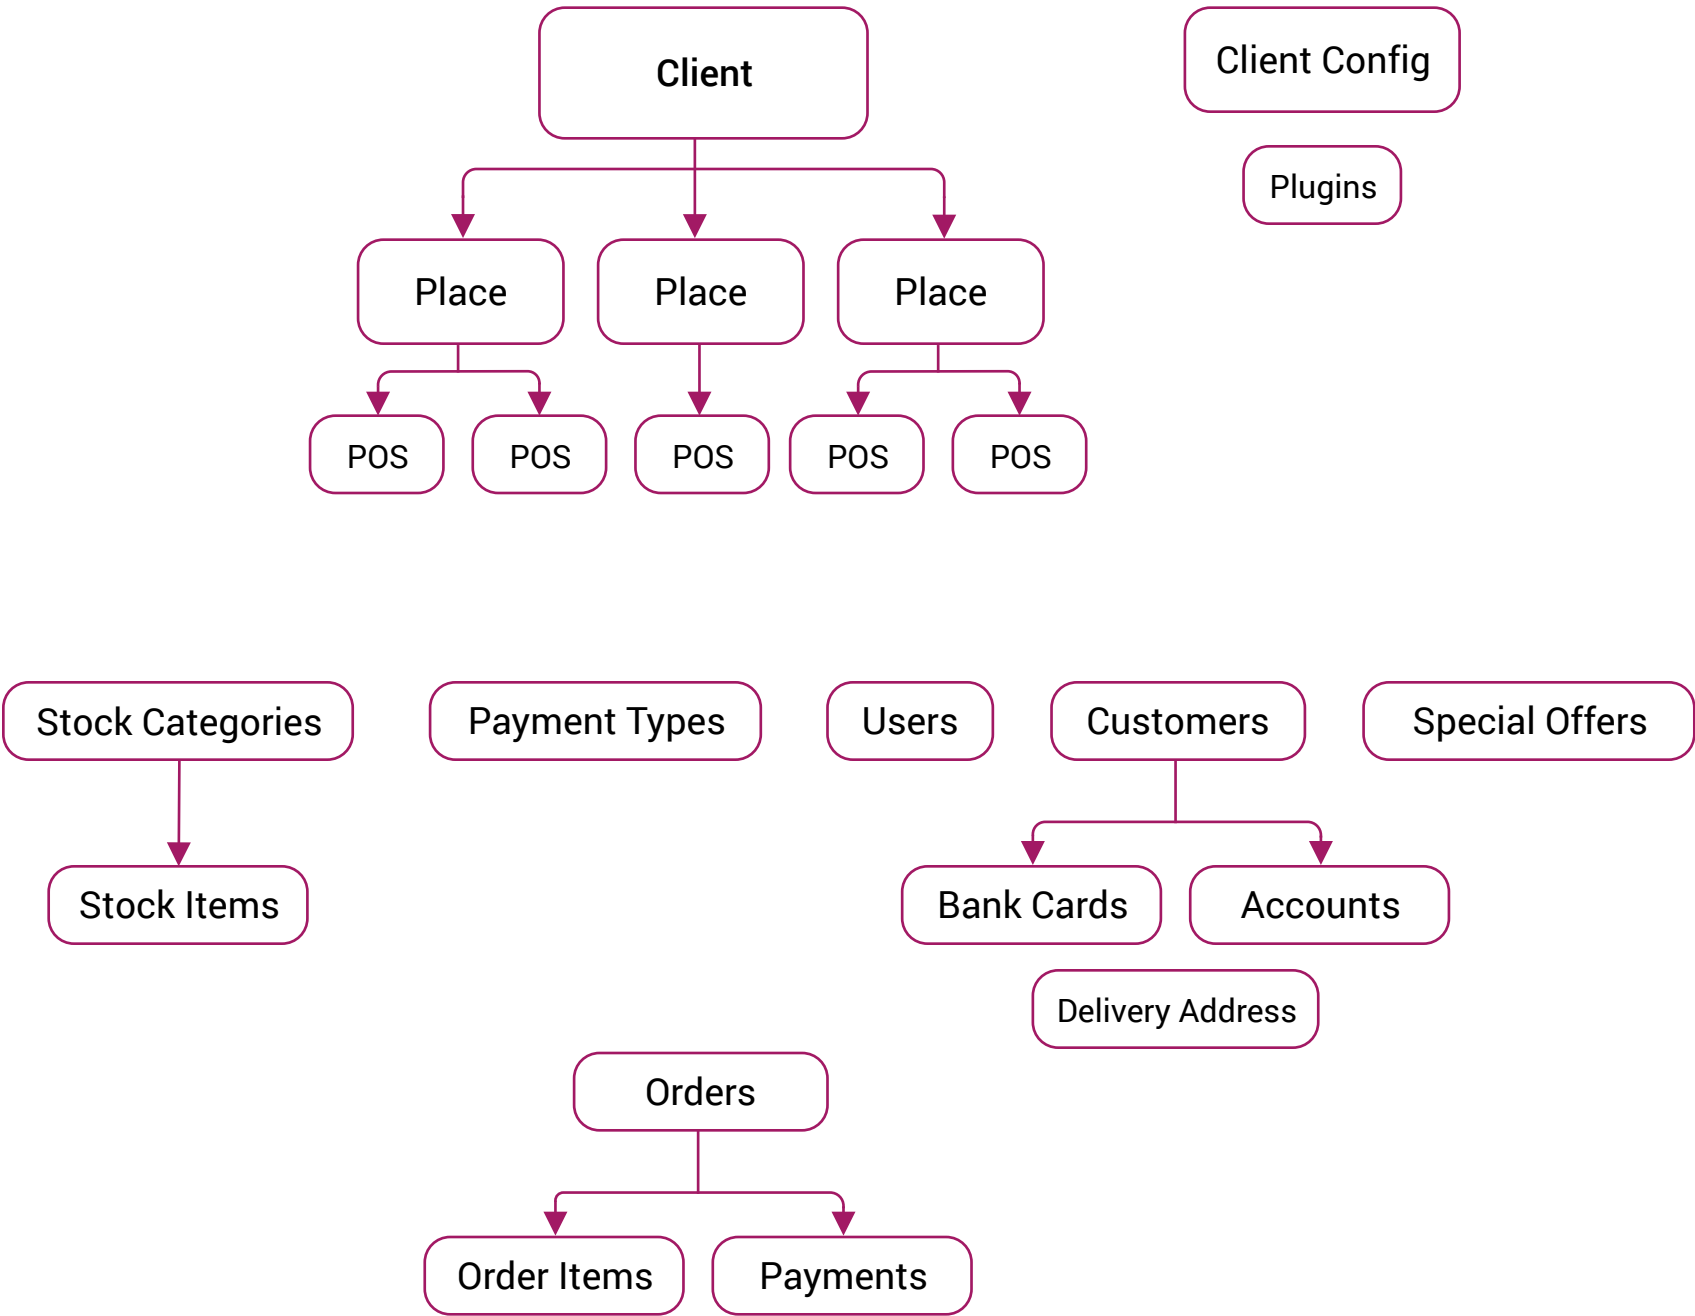 Client
Client Config
Plugins
Place
Place
Place
POS
POS
POS
POS
POS
Stock Categories
Payment Types
Users
Customers
Special Offers
Stock Items
Bank Cards
Accounts
Delivery Address
Orders
Order Items
Payments